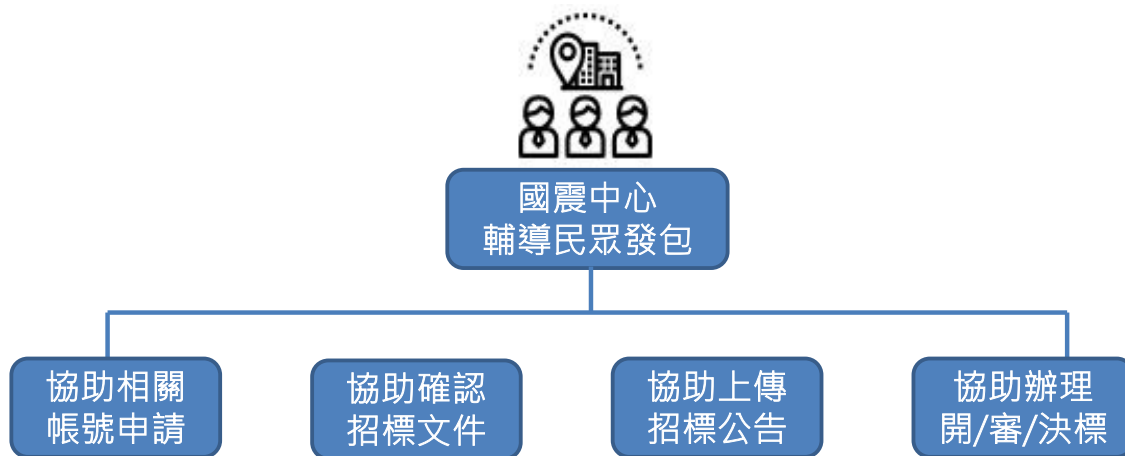 國震中心
輔導民眾發包
協助相關
帳號申請
協助確認
招標文件
協助上傳
招標公告
協助辦理
開/審/決標